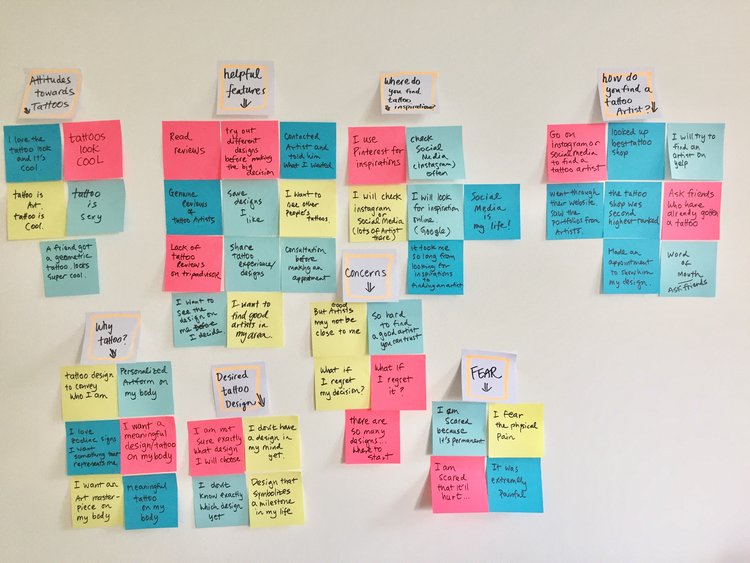 Attitudes
towards
Tattoos
I love the
tattoo look
and it's
cool.
tattoos
look
COOL
tattoo is
Art
tattoo is
Cool.
tattoo
is
sexy
A friend got
a geometric
tattoo. looks
super cool.
helpful
features
Read
reviews
try out
different
designs
before making
the big
decision
Contacted
Artist and
told him
what I wanted
Genuine
Reviews
of
tattoo Artists
save
designs
I
like
I want to
see other
people's
tattoos
Lack of
tattoo
Reviews
on tripadvisor
Share
tattoo
experience/
designs
Consultation
before
making an
appointment
I want to
see the
design on
me before
I decide
I want to
find good
artists in
my area.
Where do
you find
tattoo
inspirations
I use
Pinterest for
inspirations
check
Social
Media
(Instagram)
often
I will check
instagram
or
Social Media
(lots of Artist
there)
I will look
for inspiration
online
(Google)
Social
Media
is
my life!
it took me
so long from
looking for
inspirations
to
finding an artist
how do
you find a
tattoo
Artist?
Go on
instagram or
social media
to find a
tattoo artist
looked up
best tattoo
shop
I will try to
find an
artist on
yelp
went through
their website
saw the
portfolios from
Artists.
the tattoo
shop was
second
higher ranked.
Ask friends
who have
already gotten
a tattoo
Made an
appointment
to show him
my design.
Word
of
Mouth
Ask friends
Concerns
But good Artists
may not be
close to me
So hard
to find
a good artist
you can trust
What if
I regret
my decision?
What if
I regret
it?
there are
so many
designs...
where to
start
Why
tattoo?
tattoo design
to convey
who I am
Personalized
Artform on
my body
I love
zodiac signs
I want
something that
represents me.
I want a
meaningful
design/tattoo
on my body
I want an
Art master-
piece on
my body
Meaningful
tattoo
on my
body
Desired
tattoo
Design
I am not
sure exactly
what design
I will choose
I don't have
a design in
my mind
yet.
I don't
know exactly
which design
yet
Design that
Symbolizes
a milestone
in my life
FEAR
I am
Scared
because
it's permanent
I fear
the physical
Pain
I am
scared
that it'll
hurt...
It was
extremely
Painful